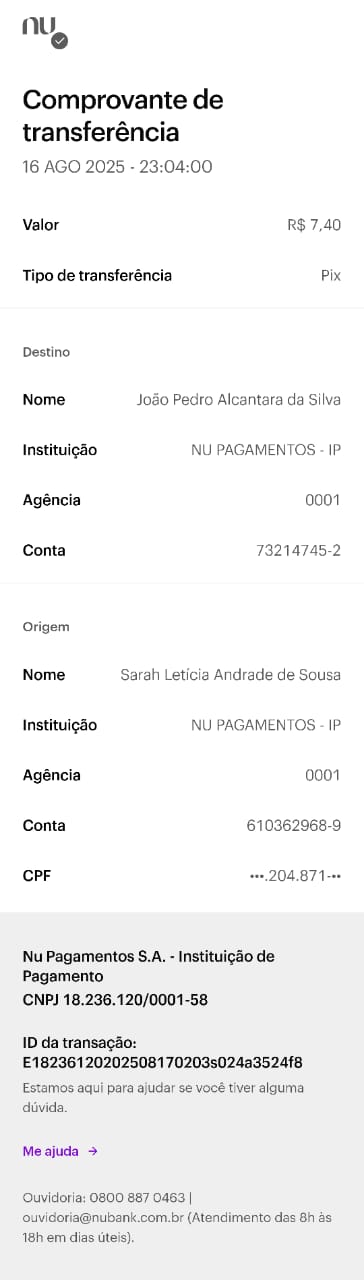 nu
Comprovante de
transferência
16 AGO 2025 - 23:04:00
Valor R$ 7,40
Tipo de transferência Pix
Destino
Nome João Pedro Alcantara da Silva
Instituição NU PAGAMENTOS - IP
Agência 0001
Conta 73214745-2
Origem
Nome Sarah Letícia Andrade de Sousa
Instituição NU PAGAMENTOS - IP
Agência 0001
Conta 610362968-9
CPF •••.204.871-••
Nu Pagamentos S.A. - Instituição de
Pagamento
CNPJ 18.236.120/0001-58
ID da transação:
E18236120202508170203s024a3524f8
Estamos aqui para ajudar se você tiver alguma
dúvida.
Me ajuda →
Ouvidoria: 0800 887 0463 |
ouvidoria@nubank.com.br (Atendimento das 8h às
18h em dias úteis).